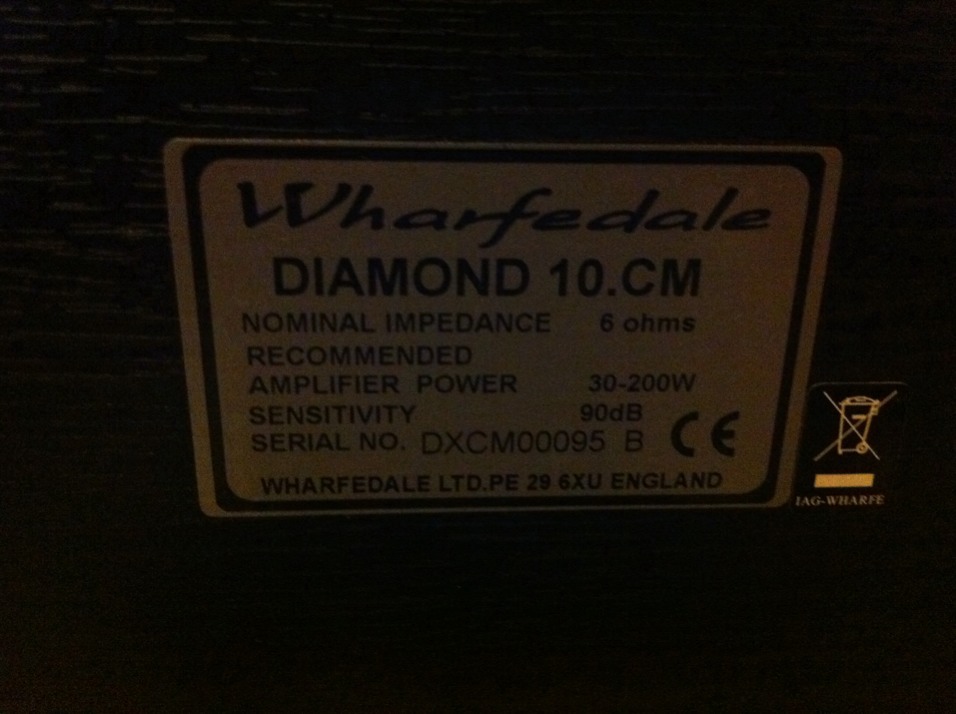 Wharfedale
DIAMOND 10.CM
NOMINAL IMPEDANCE 6 ohms
RECOMMENDED
AMPLIFIER POWER 30-200W
SENSITIVITY 90dB
SERIAL NO. DXCM00095 B CE
WHARFEDALE LTD.PE 29 6XU ENGLAND
IAG-WHARFE